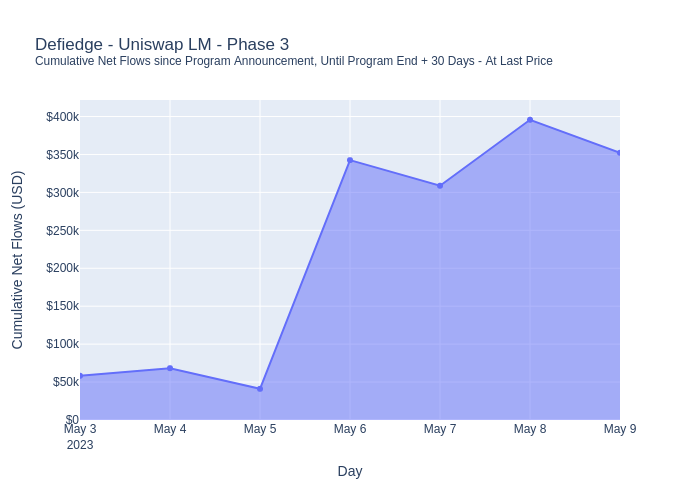 Defiedge - Uniswap LM - Phase 3
Cumulative Net Flows since Program Announcement, Until Program End + 30 Days - At Last Price
Cumulative Net Flows (USD)
$400k
$350k
$300k
$250k
$200k
$150k
$100k
$50k
$0
May 3 May 4 May 5 May 6 May 7 May 8 May 9
2023
Day